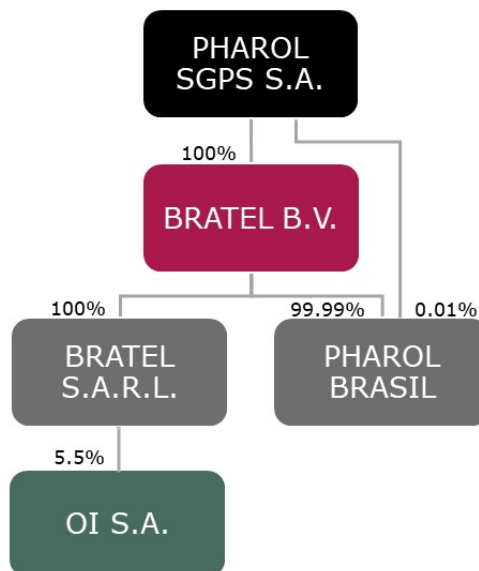 PHAROL
SGPS S.A.
100%
BRATEL B.V.
100%
99.99%
0.01%
BRATEL
S.A.R.L.
PHAROL
BRASIL
5.5%
OI S.A.